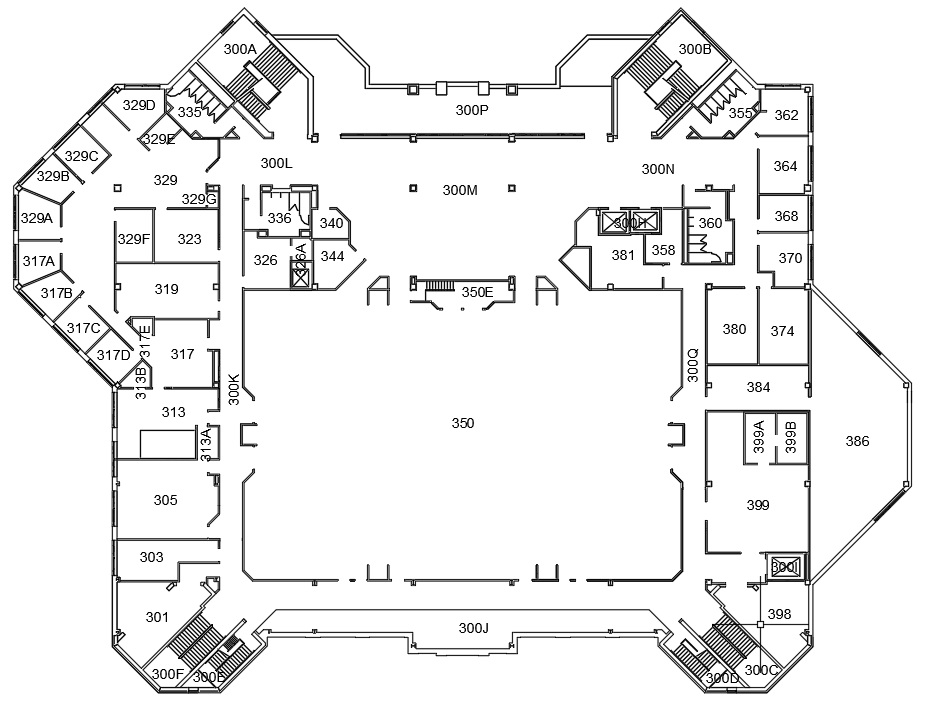 300A
300B
329D
335
300P
355
362
329E
329C
300L
300N
364
329B
329
300M
329G
329A
336
340
300H
360
368
329F
323
326
326A
344
381
358
370
317A
319
317B
350E
317C
317E
317
380
374
317D
313B
300K
300Q
384
313
350
313A
399A
399B
386
305
399
303
300I
301
398
300J
300F
300E
300D
300C